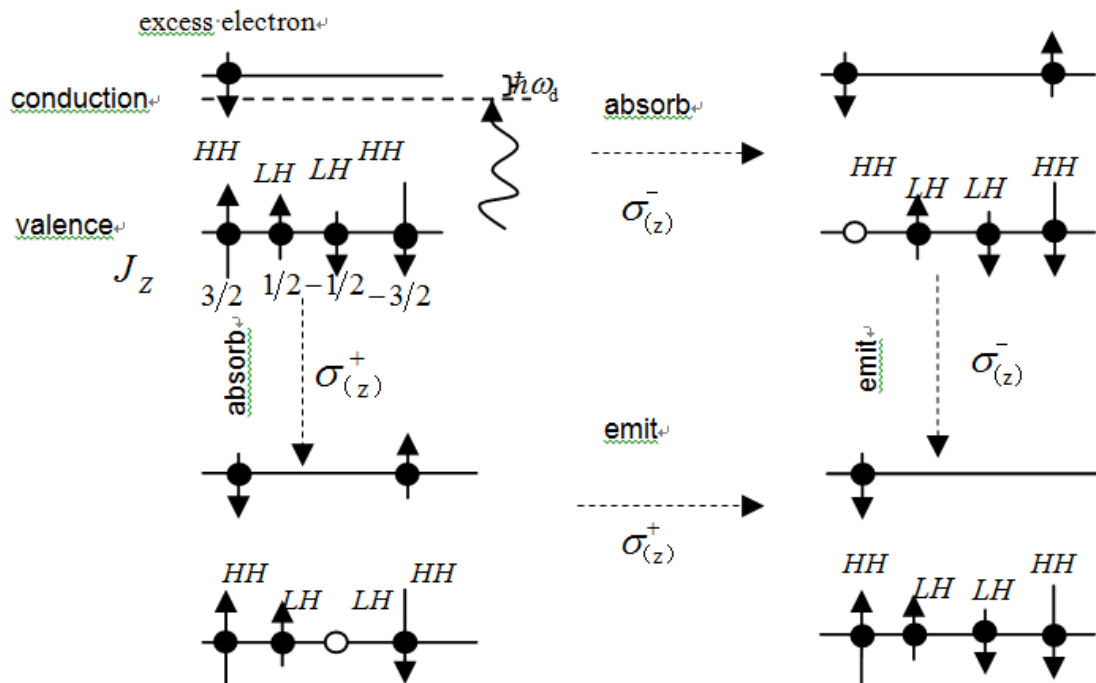 excess electron
ħω_d
conduction
HH LH LH HH
valence
J_Z
3/2 1/2 −1/2 −3/2
absorb
σ⁻_(z)
HH LH LH HH
absorb
σ⁺_(z)
emit
σ⁻_(z)
emit
σ⁺_(z)
HH LH LH HH
HH LH LH HH